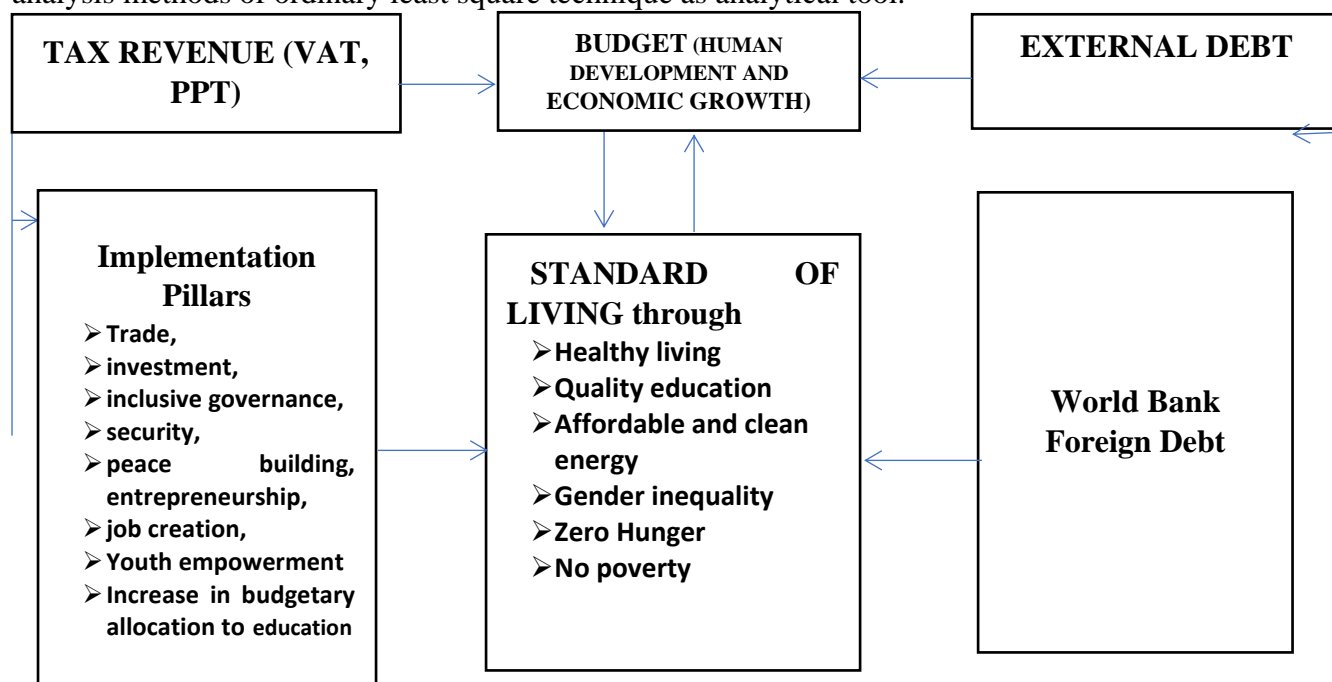 analysis methods of ordinary least square technique as analytical tool.
TAX REVENUE (VAT,
PPT)
BUDGET (HUMAN
DEVELOPMENT AND
ECONOMIC GROWTH)
EXTERNAL DEBT
Implementation
Pillars
➢Trade,
➢investment,
➢inclusive governance,
➢security,
➢peace building,
entrepreneurship,
➢job creation,
➢Youth empowerment
➢Increase in budgetary
allocation to education
STANDARD OF
LIVING through
➢Healthy living
➢Quality education
➢Affordable and clean
energy
➢Gender inequality
➢Zero Hunger
➢No poverty
World Bank
Foreign Debt